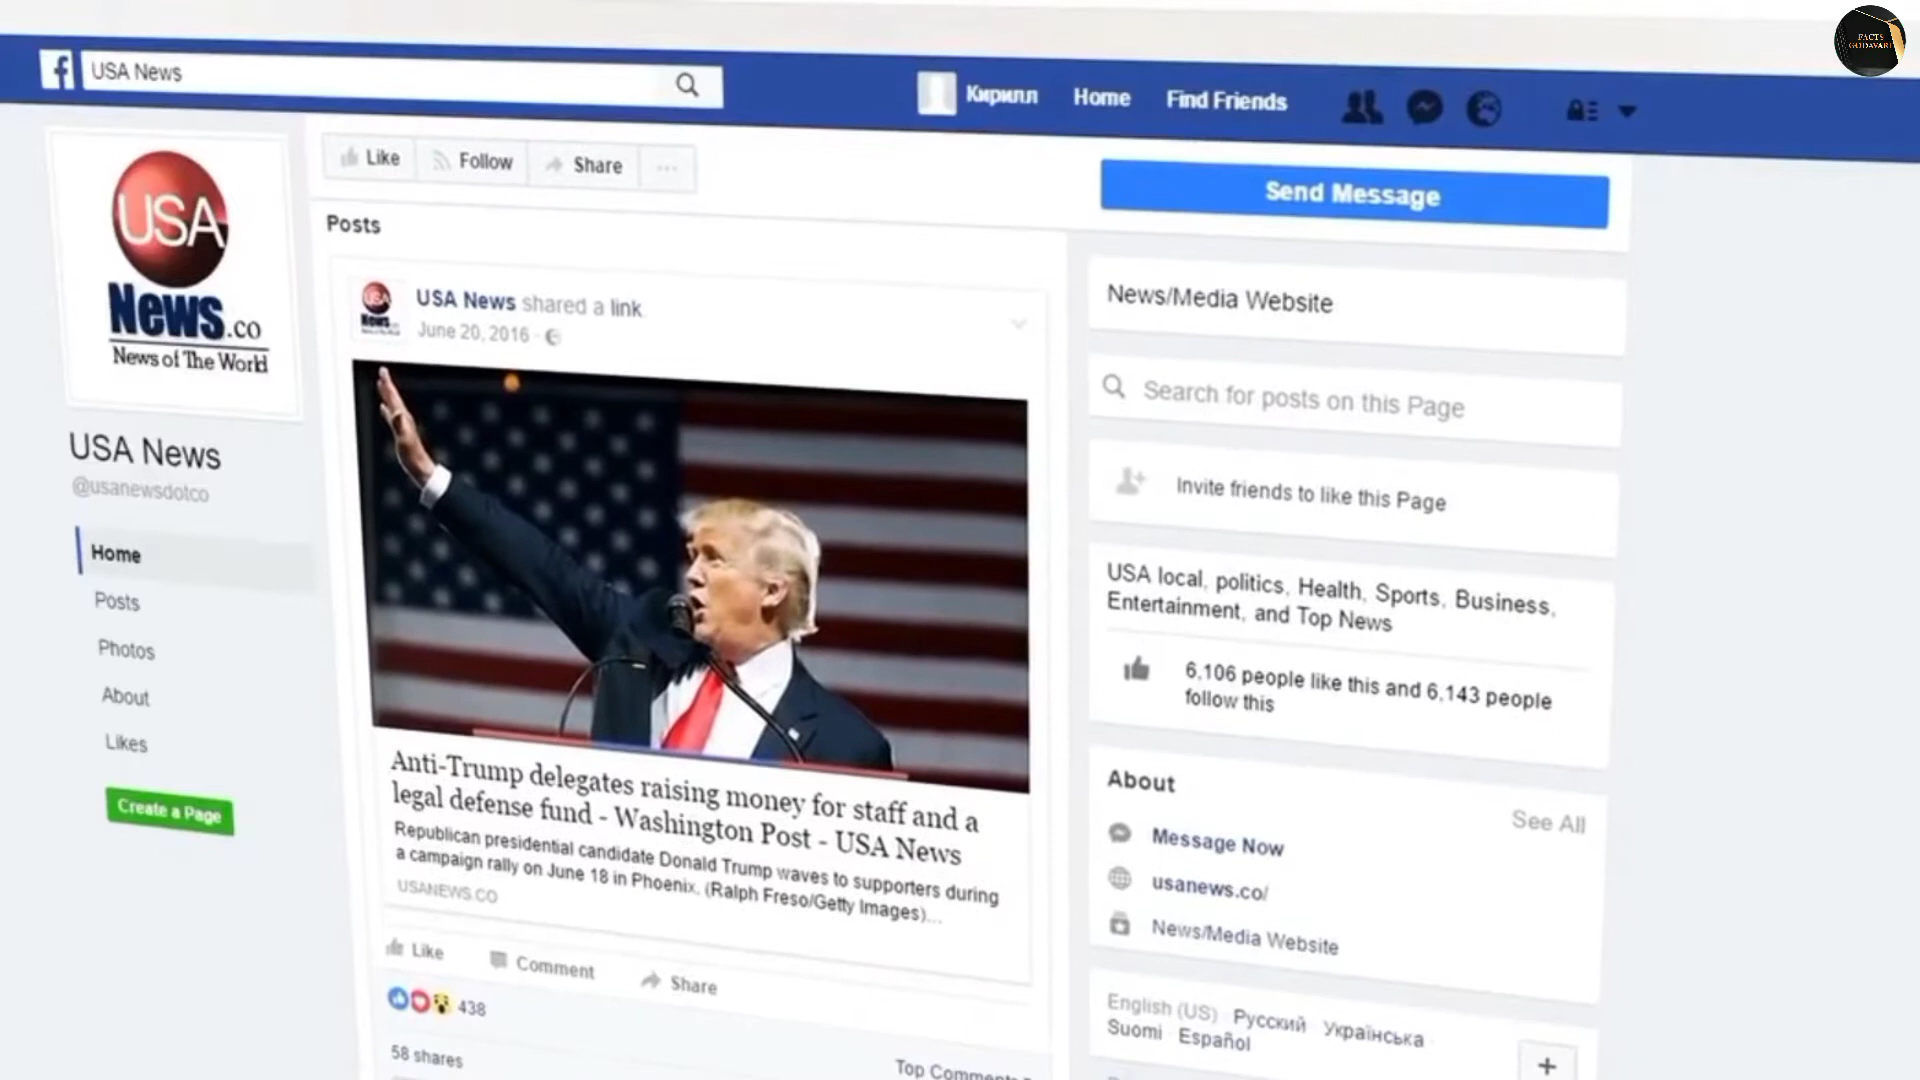 FACTS
GODAVARI
USA News
Кирилл
Home
Find Friends
USA
News.co
News of The World
Like
Follow
Share
Send Message
Posts
USA News shared a link
June 20, 2016
USA News
@usanewsdotco
Home
Posts
Photos
About
Likes
Create a Page
Anti-Trump delegates raising money for staff and a
legal defense fund - Washington Post - USA News
Republican presidential candidate Donald Trump waves to supporters during
a campaign rally on June 18 in Phoenix. (Ralph Freso/Getty Images)...
USANEWS.CO
Like
Comment
Share
438
58 shares
Top Comments
News/Media Website
Search for posts on this Page
Invite friends to like this Page
USA local, politics, Health, Sports, Business,
Entertainment, and Top News
6,106 people like this and 6,143 people
follow this
About
See All
Message Now
usanews.co/
News/Media Website
English (US) · Русский · Українська ·
Suomi · Español